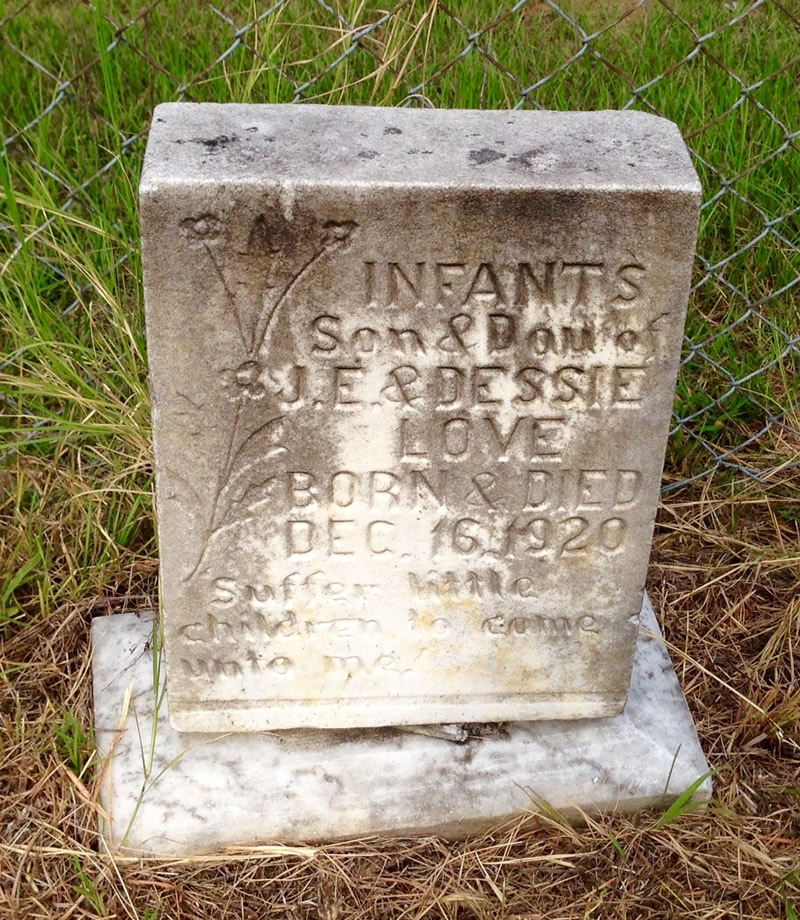 INFANTS
Son & Dau of
J.E. & DESSIE
LOVE
BORN & DIED
DEC. 16, 1920
Suffer little
children to come
unto me.